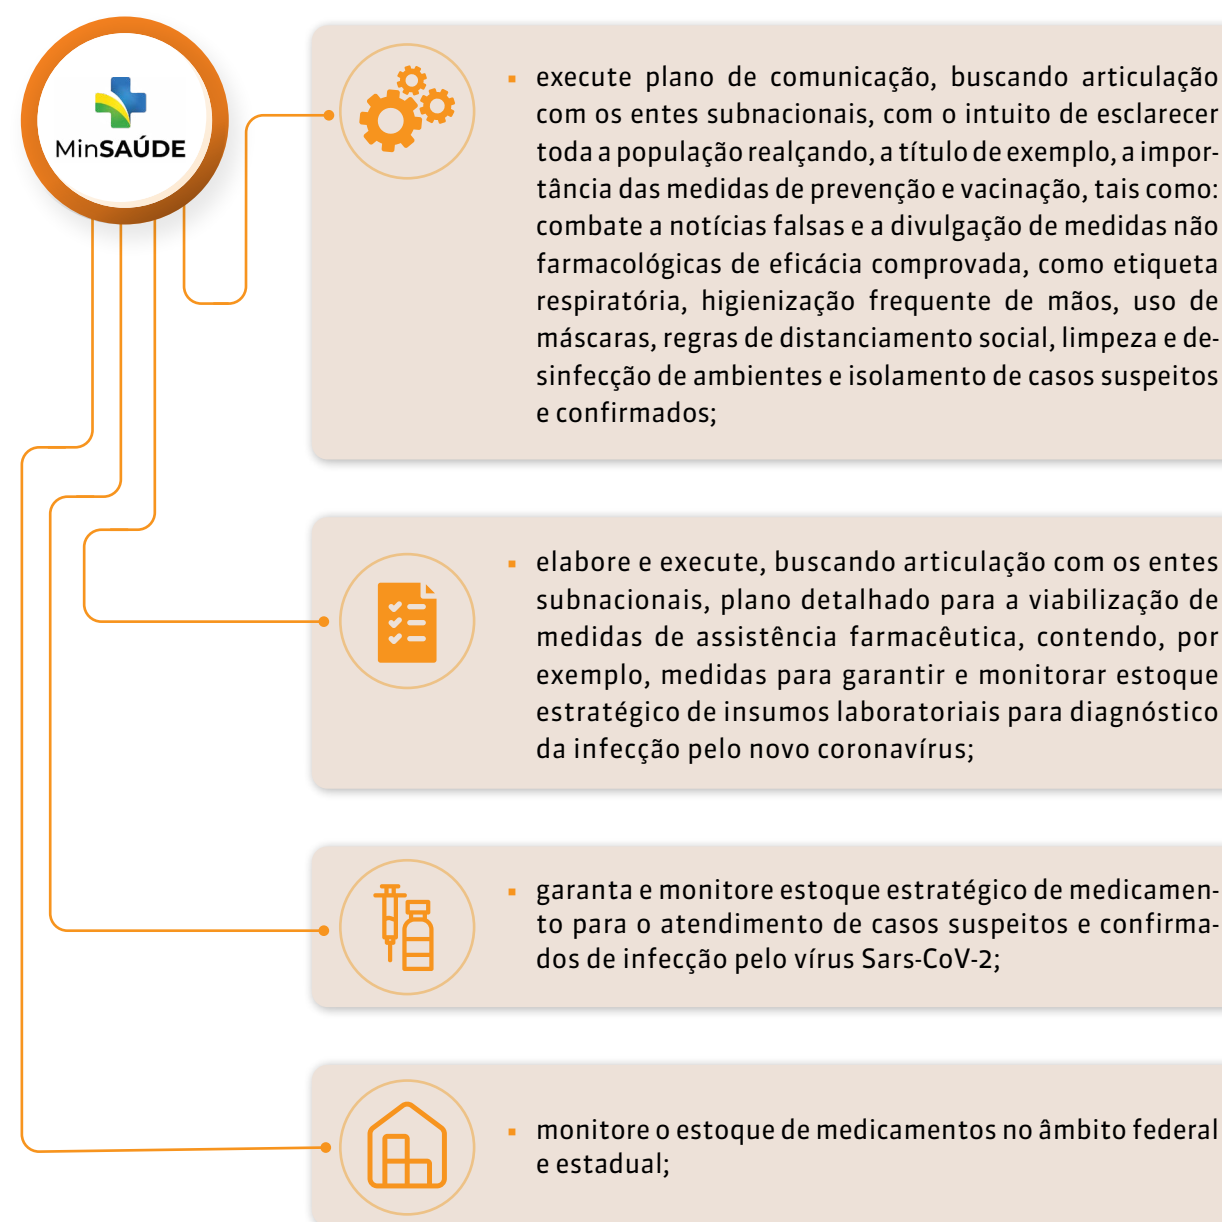 MinSAÚDE
▪ execute plano de comunicação, buscando articulação
com os entes subnacionais, com o intuito de esclarecer
toda a população realçando, a título de exemplo, a impor-
tância das medidas de prevenção e vacinação, tais como:
combate a notícias falsas e a divulgação de medidas não
farmacológicas de eficácia comprovada, como etiqueta
respiratória, higienização frequente de mãos, uso de
máscaras, regras de distanciamento social, limpeza e de-
sinfecção de ambientes e isolamento de casos suspeitos
e confirmados;
▪ elabore e execute, buscando articulação com os entes
subnacionais, plano detalhado para a viabilização de
medidas de assistência farmacêutica, contendo, por
exemplo, medidas para garantir e monitorar estoque
estratégico de insumos laboratoriais para diagnóstico
da infecção pelo novo coronavírus;
▪ garanta e monitore estoque estratégico de medicamen-
to para o atendimento de casos suspeitos e confirma-
dos de infecção pelo vírus Sars-CoV-2;
▪ monitore o estoque de medicamentos no âmbito federal
e estadual;